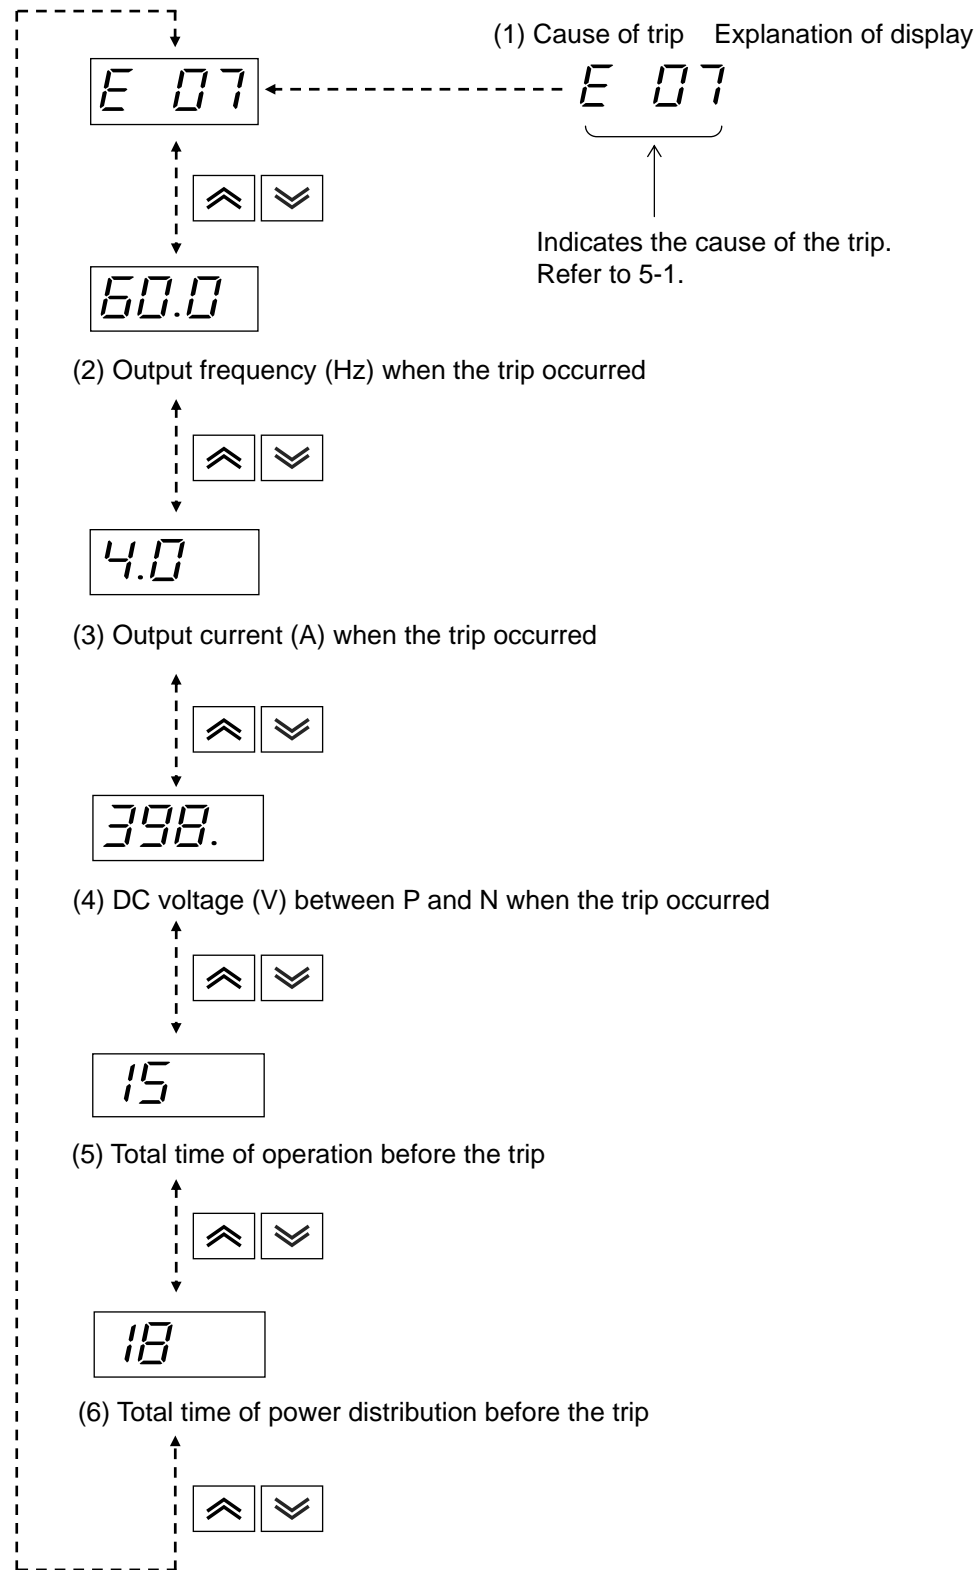 (1) Cause of trip Explanation of display
E 07 E 07
Indicates the cause of the trip.
Refer to 5-1.
60.0
(2) Output frequency (Hz) when the trip occurred
4.0
(3) Output current (A) when the trip occurred
398.
(4) DC voltage (V) between P and N when the trip occurred
15
(5) Total time of operation before the trip
18
(6) Total time of power distribution before the trip